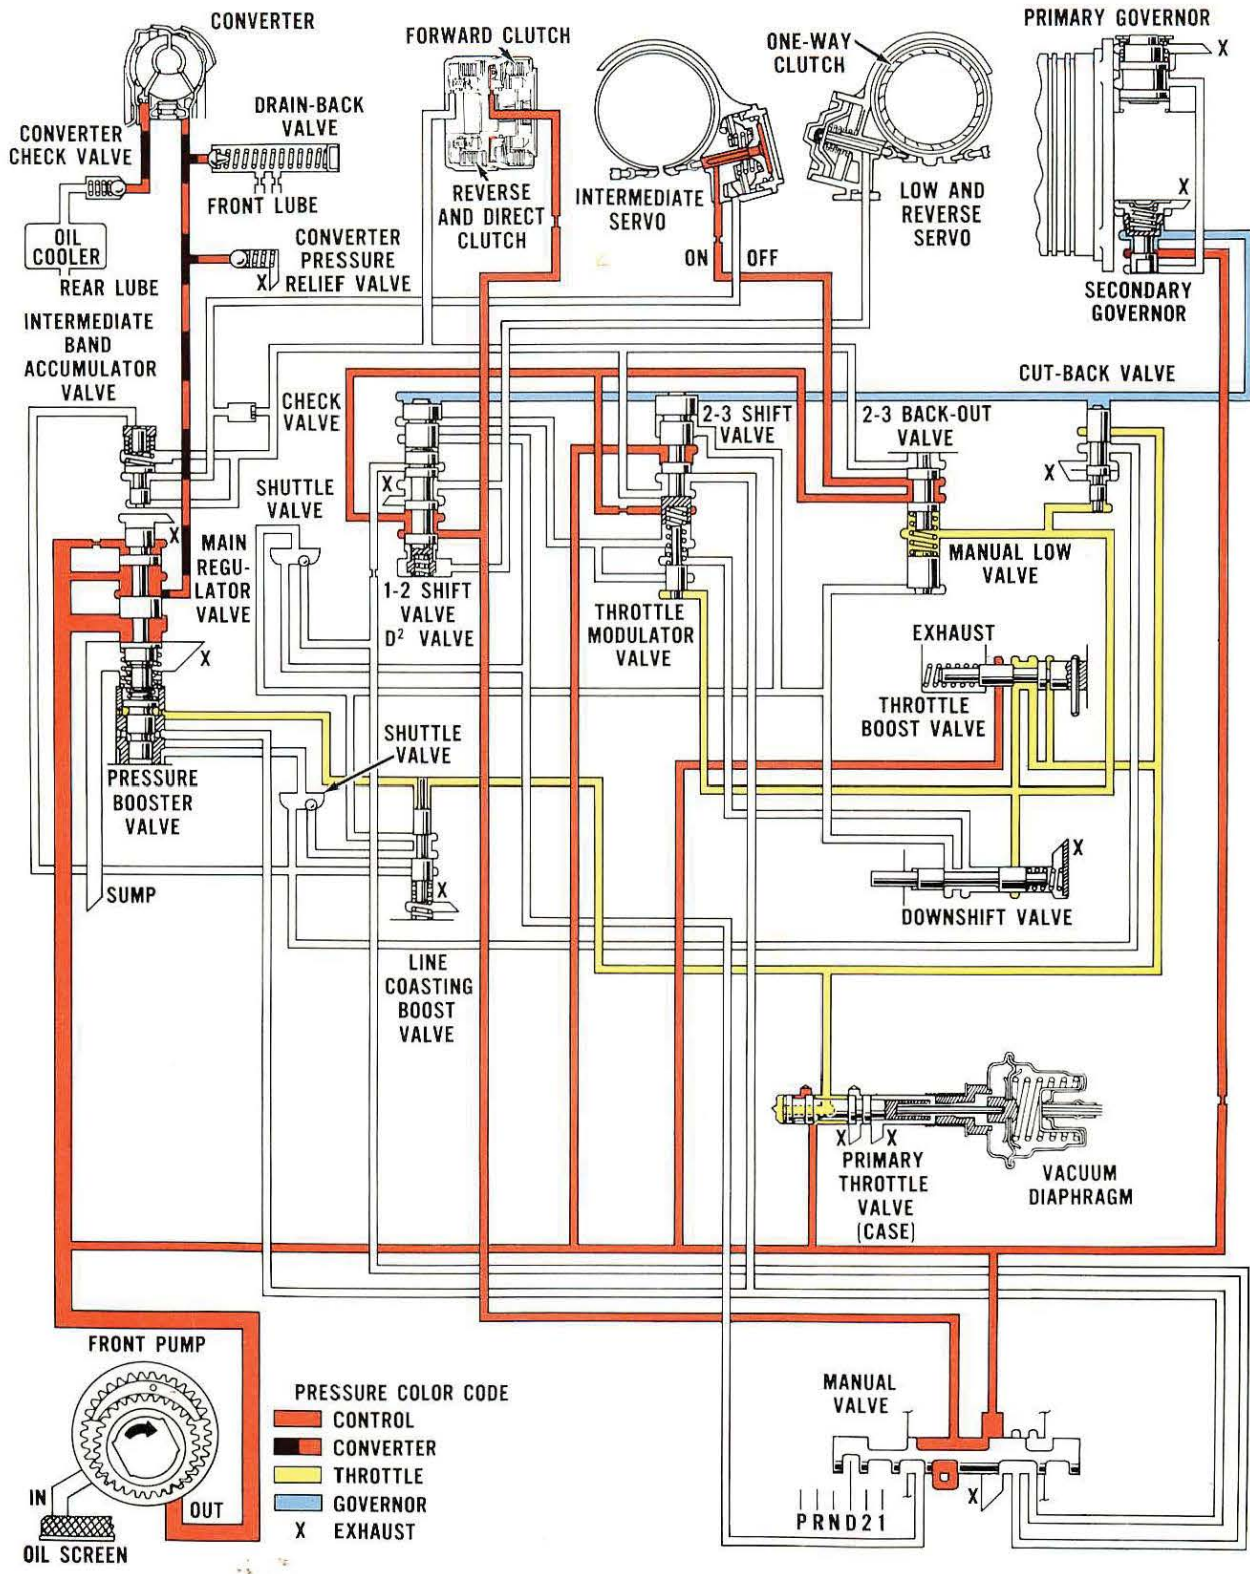 CONVERTER
FORWARD CLUTCH
ONE-WAY
CLUTCH
PRIMARY GOVERNOR
X
DRAIN-BACK
VALVE
CONVERTER
CHECK VALVE
FRONT LUBE
OIL
COOLER
REAR LUBE
CONVERTER
PRESSURE
RELIEF VALVE
X
REVERSE
AND DIRECT
CLUTCH
INTERMEDIATE
SERVO
ON
OFF
LOW AND
REVERSE
SERVO
X
SECONDARY
GOVERNOR
INTERMEDIATE
BAND
ACCUMULATOR
VALVE
CHECK
VALVE
2-3 SHIFT
VALVE
2-3 BACK-OUT
VALVE
CUT-BACK VALVE
X
X
SHUTTLE
VALVE
X
MAIN
REGU-
LATOR
VALVE
1-2 SHIFT
VALVE
D² VALVE
THROTTLE
MODULATOR
VALVE
MANUAL LOW
VALVE
X
EXHAUST
THROTTLE
BOOST VALVE
SHUTTLE
VALVE
PRESSURE
BOOSTER
VALVE
SUMP
X
X
DOWNSHIFT VALVE
LINE
COASTING
BOOST
VALVE
X
X
PRIMARY
THROTTLE
VALVE
(CASE)
VACUUM
DIAPHRAGM
FRONT PUMP
IN
OUT
OIL SCREEN
PRESSURE COLOR CODE
CONTROL
CONVERTER
THROTTLE
GOVERNOR
X EXHAUST
MANUAL
VALVE
X
P R N D 2 1